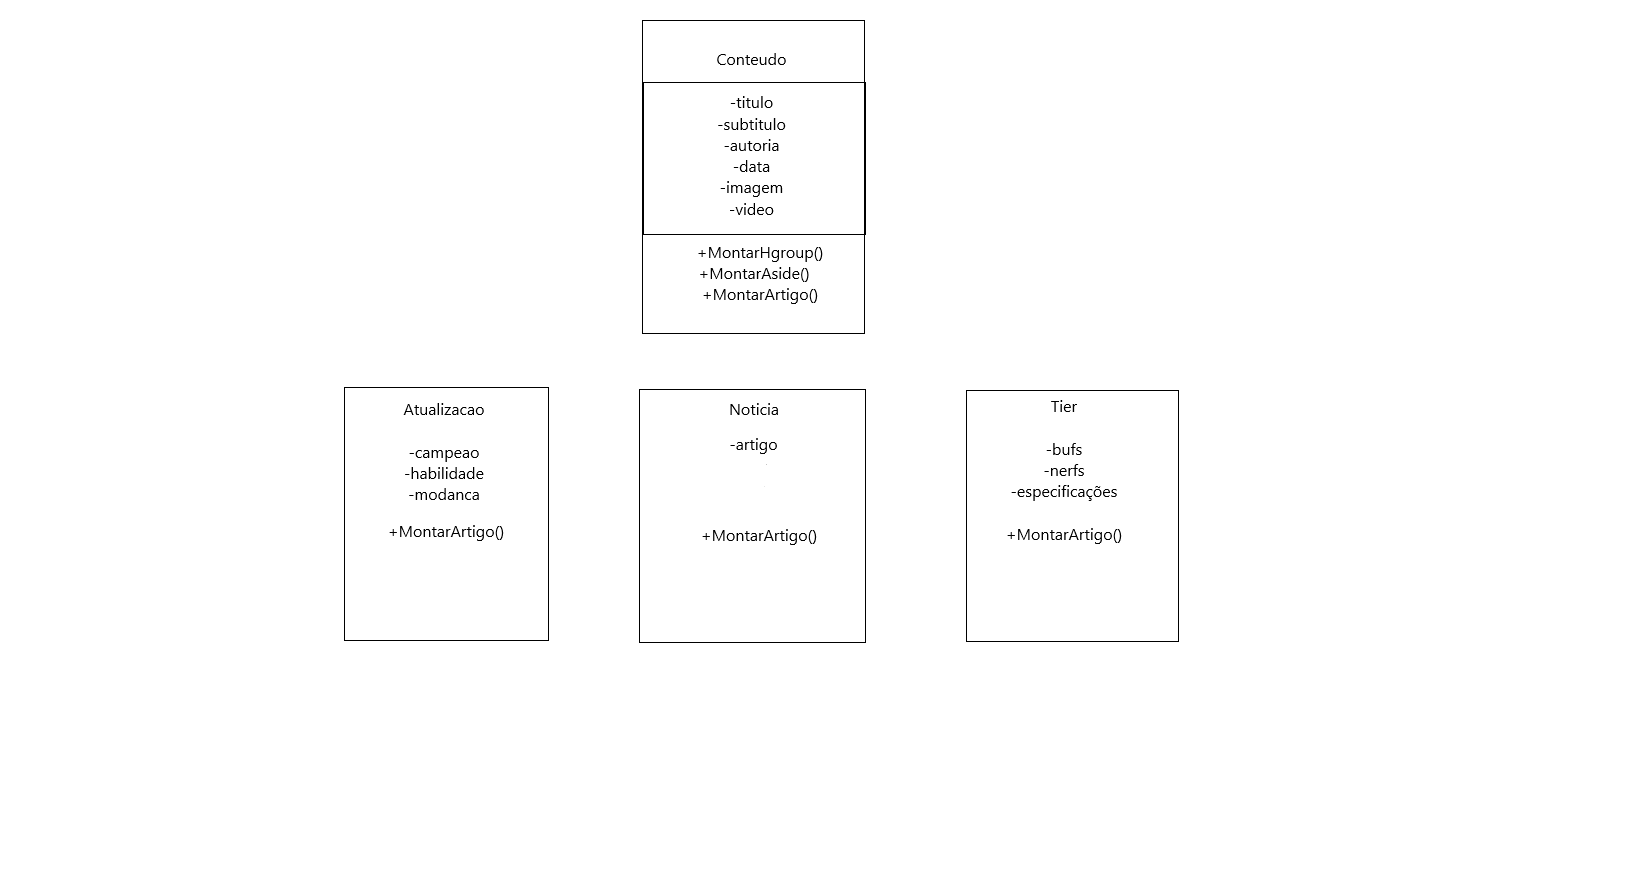 Conteudo
-titulo
-subtitulo
-autoria
-data
-imagem
-video
+MontarHgroup()
+MontarAside()
+MontarArtigo()
Atualizacao
-campeao
-habilidade
-modanca
+MontarArtigo()
Noticia
-artigo
+MontarArtigo()
Tier
-bufs
-nerfs
-especificações
+MontarArtigo()